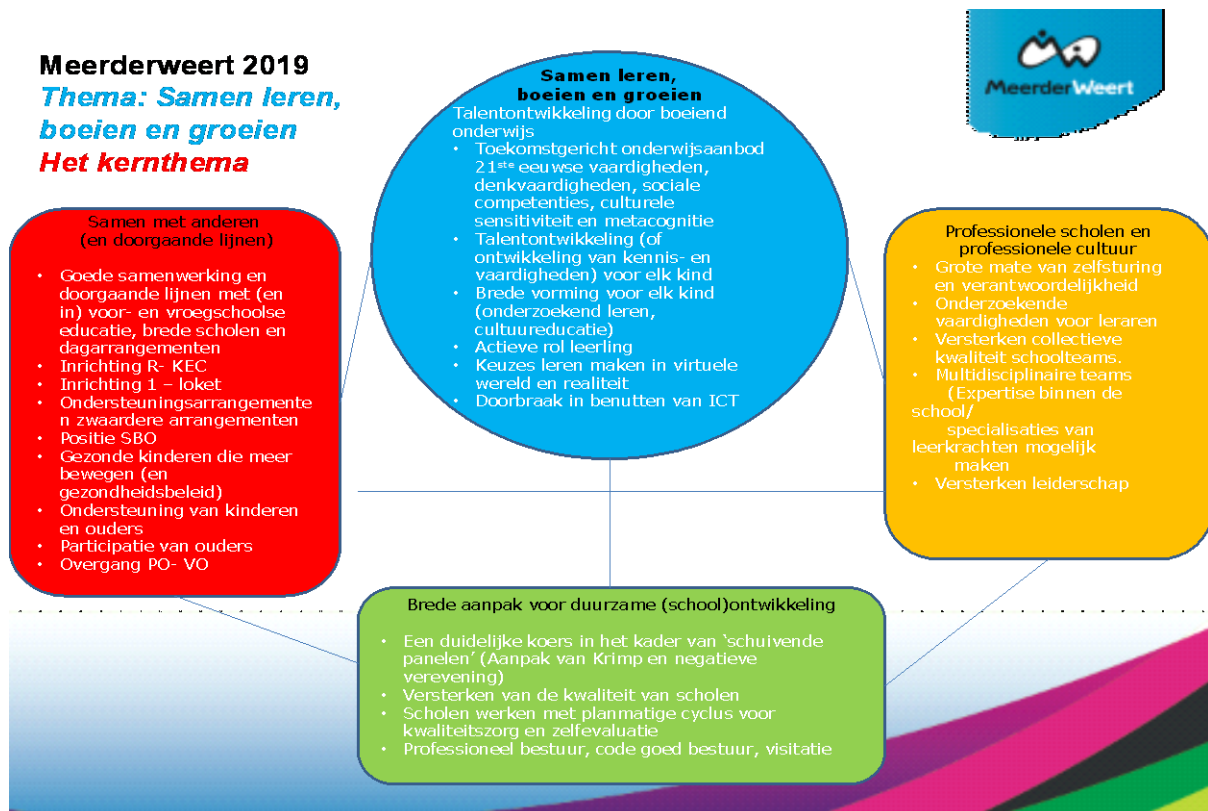 Meerderweert 2019
Thema: Samen leren,
boeien en groeien
Het kernthema
MeerderWeert
Samen leren,
boeien en groeien
Talentontwikkeling door boeiend
onderwijs
• Toekomstgericht onderwijsaanbod
21ste eeuwse vaardigheden,
denkvaardigheden, sociale
competenties, culturele
sensitiviteit en metacognitie
• Talentontwikkeling (of
ontwikkeling van kennis- en
vaardigheden) voor elk kind
• Brede vorming voor elk kind
(onderzoekend leren,
cultuureducatie)
• Actieve rol leerling
• Keuzes leren maken in virtuele
wereld en realiteit
• Doorbraak in benutten van ICT
Samen met anderen
(en doorgaande lijnen)
• Goede samenwerking en
doorgaande lijnen met (en
in) voor- en vroegschoolse
educatie, brede scholen en
dagarrangementen
• Inrichting R- KEC
• Inrichting 1 – loket
• Ondersteuningsarrangemente
n zwaardere arrangementen
• Positie SBO
• Gezonde kinderen die meer
bewegen (en
gezondheidsbeleid)
• Ondersteuning van kinderen
en ouders
• Participatie van ouders
• Overgang PO- VO
Professionele scholen en
professionele cultuur
• Grote mate van zelfsturing
en verantwoordelijkheid
• Onderzoekende
vaardigheden voor leraren
• Versterken collectieve
kwaliteit schoolteams.
• Multidisciplinaire teams
(Expertise binnen de
school/
specialisaties van
leerkrachten mogelijk
maken
• Versterken leiderschap
Brede aanpak voor duurzame (school)ontwikkeling
• Een duidelijke koers in het kader van ‘schuivende
panelen’ (Aanpak van Krimp en negatieve
verevening)
• Versterken van de kwaliteit van scholen
• Scholen werken met planmatige cyclus voor
kwaliteitszorg en zelfevaluatie
• Professioneel bestuur, code goed bestuur, visitatie